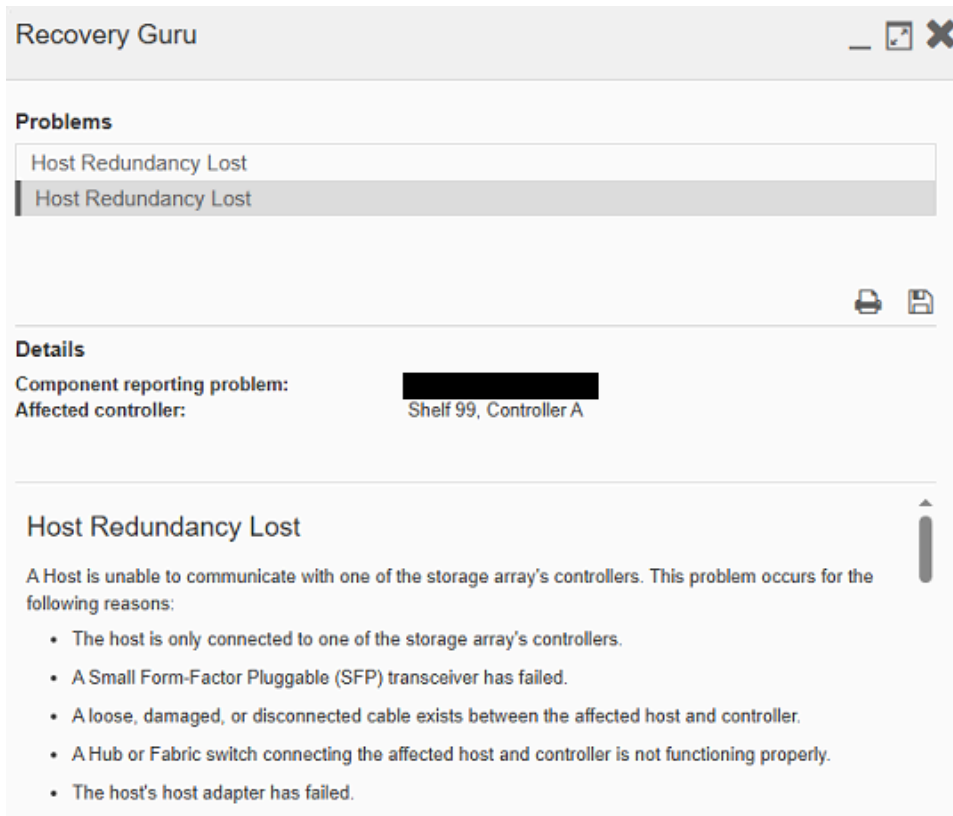 Recovery Guru
Problems
Host Redundancy Lost
Host Redundancy Lost
Details
Component reporting problem:
Affected controller: Shelf 99, Controller A
Host Redundancy Lost
A Host is unable to communicate with one of the storage array's controllers. This problem occurs for the
following reasons:
• The host is only connected to one of the storage array's controllers.
• A Small Form-Factor Pluggable (SFP) transceiver has failed.
• A loose, damaged, or disconnected cable exists between the affected host and controller.
• A Hub or Fabric switch connecting the affected host and controller is not functioning properly.
• The host's host adapter has failed.